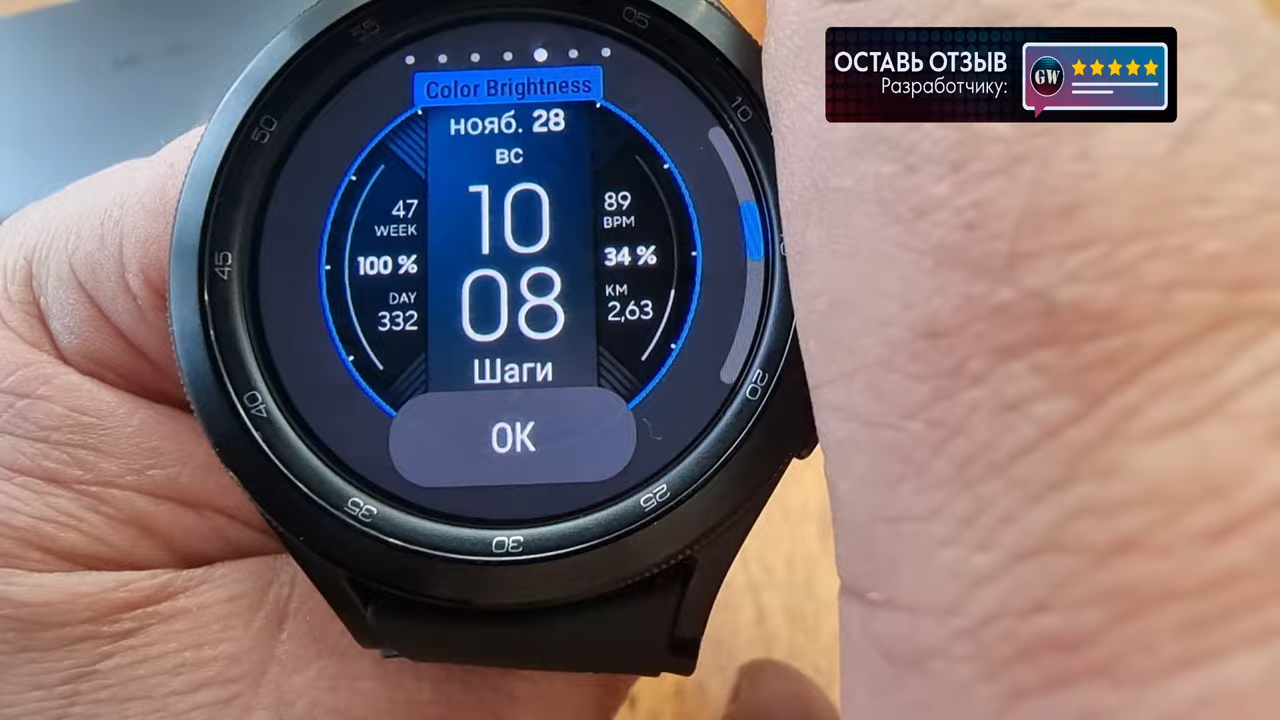 ОСТАВЬ ОТЗЫВ
Разработчику:
GW
55
05
50
10
45
40
20
35
25
30
Color Brightness
нояб. 28
вс
10
08
47
WEEK
100 %
DAY
332
89
BPM
34 %
KM
2,63
Шаги
OK